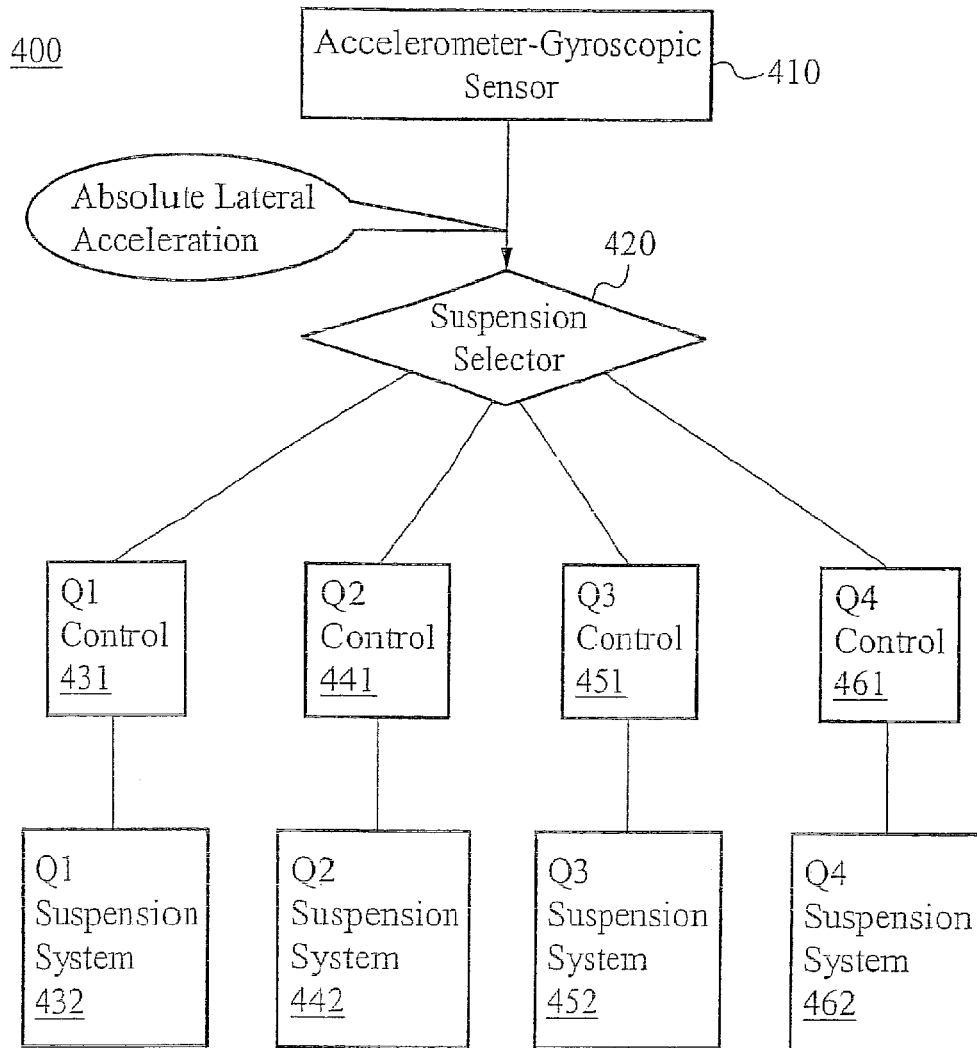 400
Accelerometer-Gyroscopic
Sensor
410
Absolute Lateral
Acceleration
420
Suspension
Selector
Q1
Control
431
Q2
Control
441
Q3
Control
451
Q4
Control
461
Q1
Suspension
System
432
Q2
Suspension
System
442
Q3
Suspension
System
452
Q4
Suspension
System
462